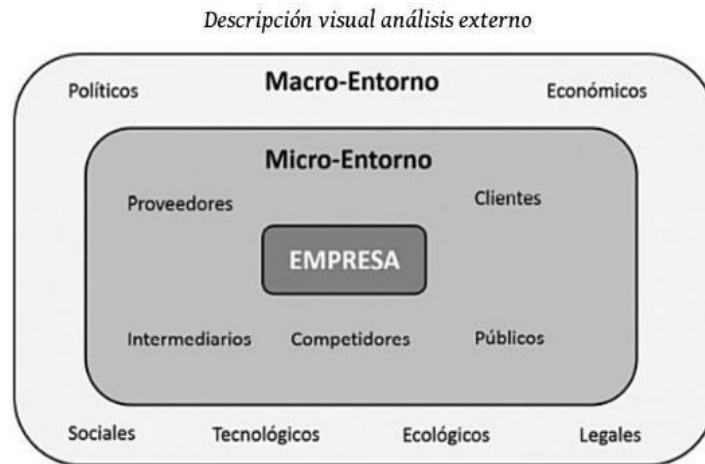 Descripción visual análisis externo
Políticos Macro-Entorno Económicos
Micro-Entorno
Proveedores Clientes
EMPRESA
Intermediarios Competidores Públicos
Sociales Tecnológicos Ecológicos Legales